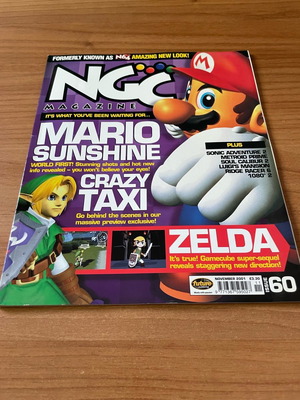 FORMERLY KNOWN AS N64 AMAZING NEW LOOK!
NGC
MAGAZINE
IT'S WHAT YOU'VE BEEN WAITING FOR...
MARIO
SUNSHINE
WORLD FIRST! Stunning shots and hot new
info revealed – you won't believe your eyes!
CRAZY
TAXI
Go behind the scenes in our
massive preview exclusive!
PLUS
SONIC ADVENTURE 2
METROID PRIME
SOUL CALIBUR 2
LUIGI'S MANSION
RIDGE RACER 6
1080° 2
ZELDA
It's true! Gamecube super-sequel
reveals staggering new direction!
future
NOVEMBER 2001
ISSUE 60